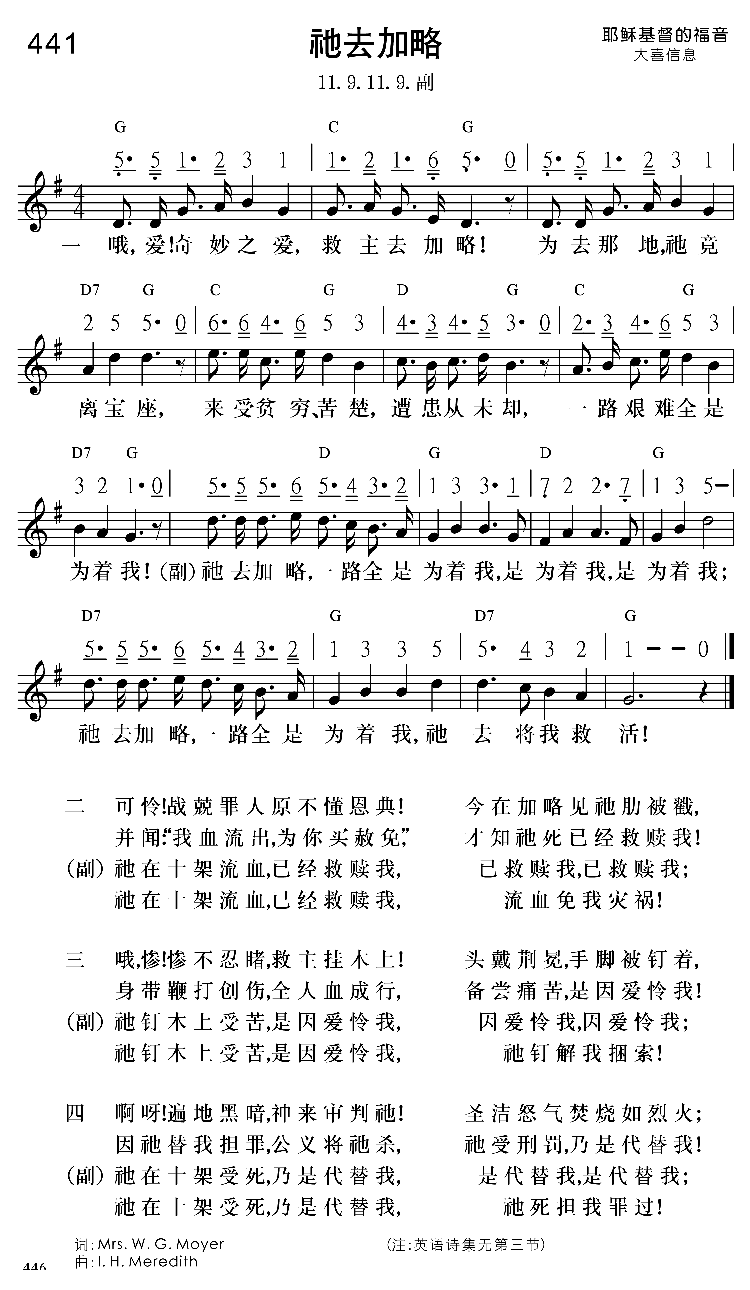 441
祂去加略
耶稣基督的福音
大喜信息
11. 9. 11. 9. 副
G C G
5• 5 1• 2 3 1 | 1• 2 1• 6 5• 0 | 5• 5 1• 2 3 1
一 哦,爱!奇妙之爱, 救主去加略! 为去那地,祂竟
D7 G C G D G C G
2 5 5• 0 | 6• 6 4• 6 5 3 | 4• 3 4• 5 3• 0 | 2• 3 4• 6 5 3
离宝座, 来受贫穷、苦楚,遭患从未却, 一路艰难全是
D7 G D G D G
3 2 1• 0 | 5• 5 5• 6 5• 4 3• 2 | 1 3 3• 1 | 7 2 2• 7 | 1 3 5–
为着我!(副)祂去加略,一路全是为着我,是为着我,是为着我;
D7 G D7 G
5• 5 5• 6 5• 4 3• 2 | 1 3 3 5 | 5• 4 3 2 | 1 – – 0
祂去加略,一路全是为着我,祂去将我救活!
二 可怜!战兢罪人原不懂恩典! 今在加略见祂肋被戳,
并闻:“我血流出,为你买赦免,” 才知祂死已经救赎我!
(副) 祂在十架流血,已经救赎我, 已救赎我,已救赎我;
祂在十架流血,已经救赎我, 流血免我灾祸!
三 哦,惨!惨不忍睹,救主挂木上! 头戴荆冕,手脚被钉着,
身带鞭打创伤,全人血成行, 备尝痛苦,是因爱怜我!
(副) 祂钉木上受苦,是因爱怜我, 因爱怜我,因爱怜我;
祂钉木上受苦,是因爱怜我, 祂钉解我捆索!
四 啊呀!遍地黑暗,神来审判祂! 圣洁怒气焚烧如烈火;
因祂替我担罪,公义将祂杀, 祂受刑罚,乃是代替我!
(副) 祂在十架受死,乃是代替我, 是代替我,是代替我;
祂在十架受死,乃是代替我, 祂死担我罪过!
词: Mrs. W. G. Moyer (注:英语诗集无第三节)
曲: I. H. Meredith
446